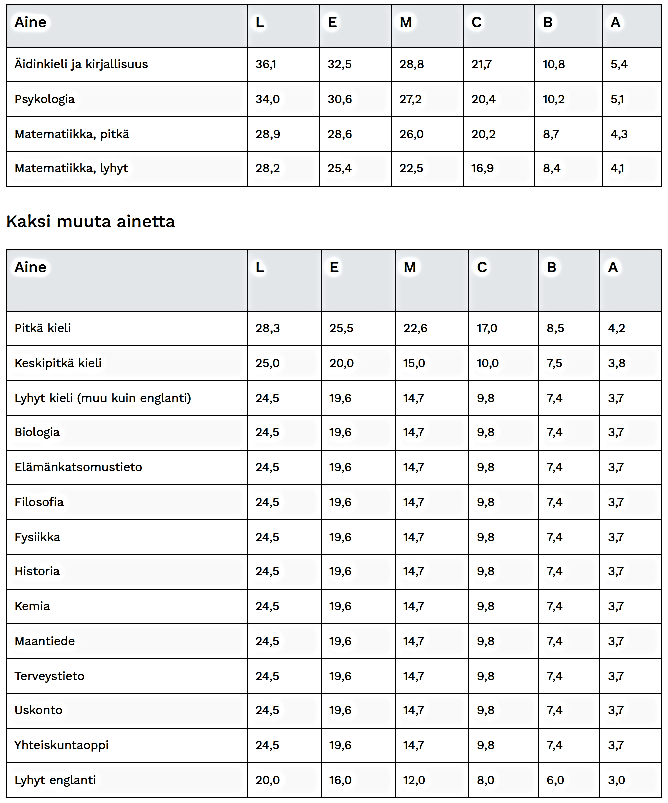 Aine L E M C B A
Äidinkieli ja kirjallisuus 36,1 32,5 28,8 21,7 10,8 5,4
Psykologia 34,0 30,6 27,2 20,4 10,2 5,1
Matematiikka, pitkä 28,9 28,6 26,0 20,2 8,7 4,3
Matematiikka, lyhyt 28,2 25,4 22,5 16,9 8,4 4,1
Kaksi muuta ainetta
Aine L E M C B A
Pitkä kieli 28,3 25,5 22,6 17,0 8,5 4,2
Keskipitkä kieli 25,0 20,0 15,0 10,0 7,5 3,8
Lyhyt kieli (muu kuin englanti) 24,5 19,6 14,7 9,8 7,4 3,7
Biologia 24,5 19,6 14,7 9,8 7,4 3,7
Elämänkatsomustieto 24,5 19,6 14,7 9,8 7,4 3,7
Filosofia 24,5 19,6 14,7 9,8 7,4 3,7
Fysiikka 24,5 19,6 14,7 9,8 7,4 3,7
Historia 24,5 19,6 14,7 9,8 7,4 3,7
Kemia 24,5 19,6 14,7 9,8 7,4 3,7
Maantiede 24,5 19,6 14,7 9,8 7,4 3,7
Terveystieto 24,5 19,6 14,7 9,8 7,4 3,7
Uskonto 24,5 19,6 14,7 9,8 7,4 3,7
Yhteiskuntaoppi 24,5 19,6 14,7 9,8 7,4 3,7
Lyhyt englanti 20,0 16,0 12,0 8,0 6,0 3,0